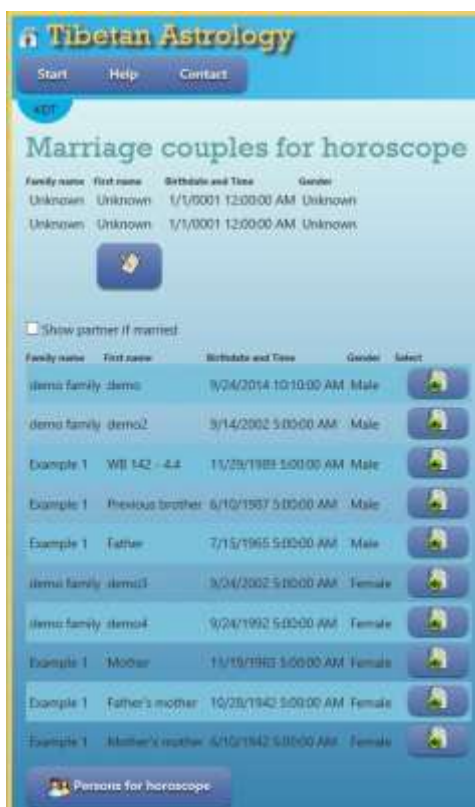 Tibetan Astrology
Start Help Contact
Marriage couples for horoscope
Family name First name Birthdate and Time Gender
Unknown Unknown 1/1/0001 12:00:00 AM Unknown
Unknown Unknown 1/1/0001 12:00:00 AM Unknown
Show partner if married
Family name First name Birthdate and Time Gender Select
demo family demo 9/24/2014 10:10:00 AM Male
demo family demo2 9/14/2002 5:00:00 AM Male
Example 1 WB 142 - 4.4 11/29/1989 5:00:00 AM Male
Example 1 Previous brother 6/10/1987 5:00:00 AM Male
Example 1 Father 7/15/1965 5:00:00 AM Male
demo family demo3 9/24/2002 5:00:00 AM Female
demo family demo4 9/24/1992 5:00:00 AM Female
Example 1 Mother 5:00:00 AM Female
Example 1 Father's mother 10/28/1942 5:00:00 AM Female
Example 1 Mother's mother 6/10/1942 5:00:00 AM Female
Persons for horoscope